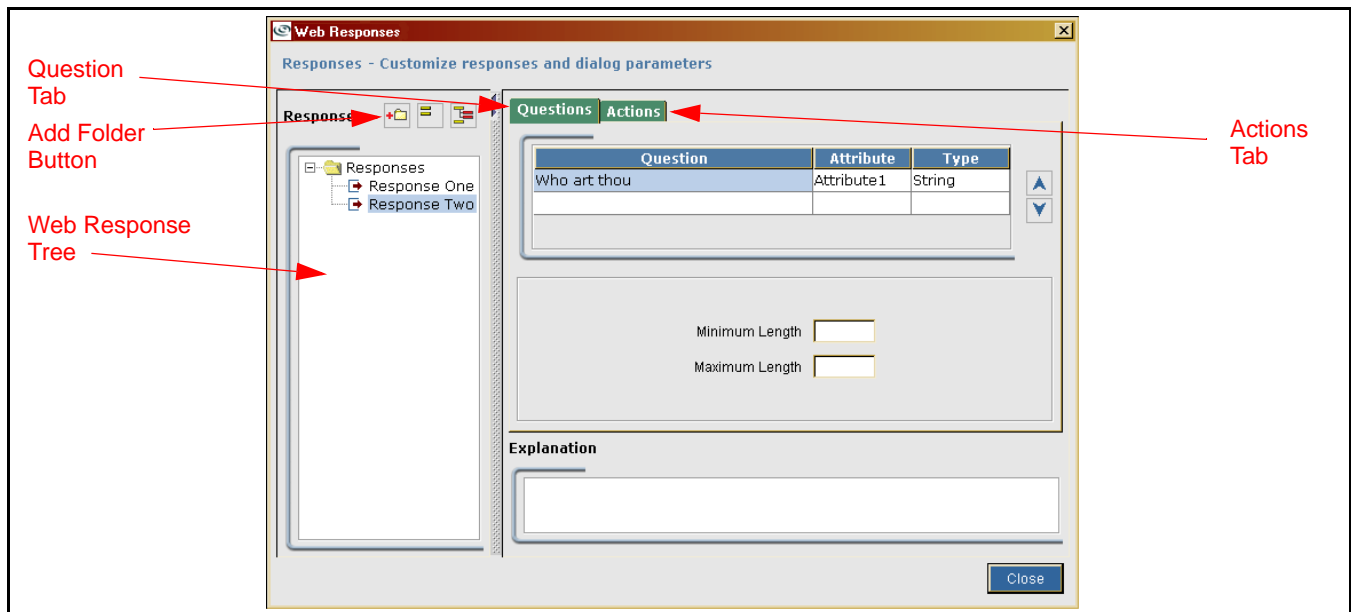 Web Responses
Responses - Customize responses and dialog parameters
Question
Tab
Add Folder
Button
Web Response
Tree
Response
Responses
Response One
Response Two
Questions Actions
Actions
Tab
Question Attribute Type
Who art thou Attribute1 String
Minimum Length
Maximum Length
Explanation
Close